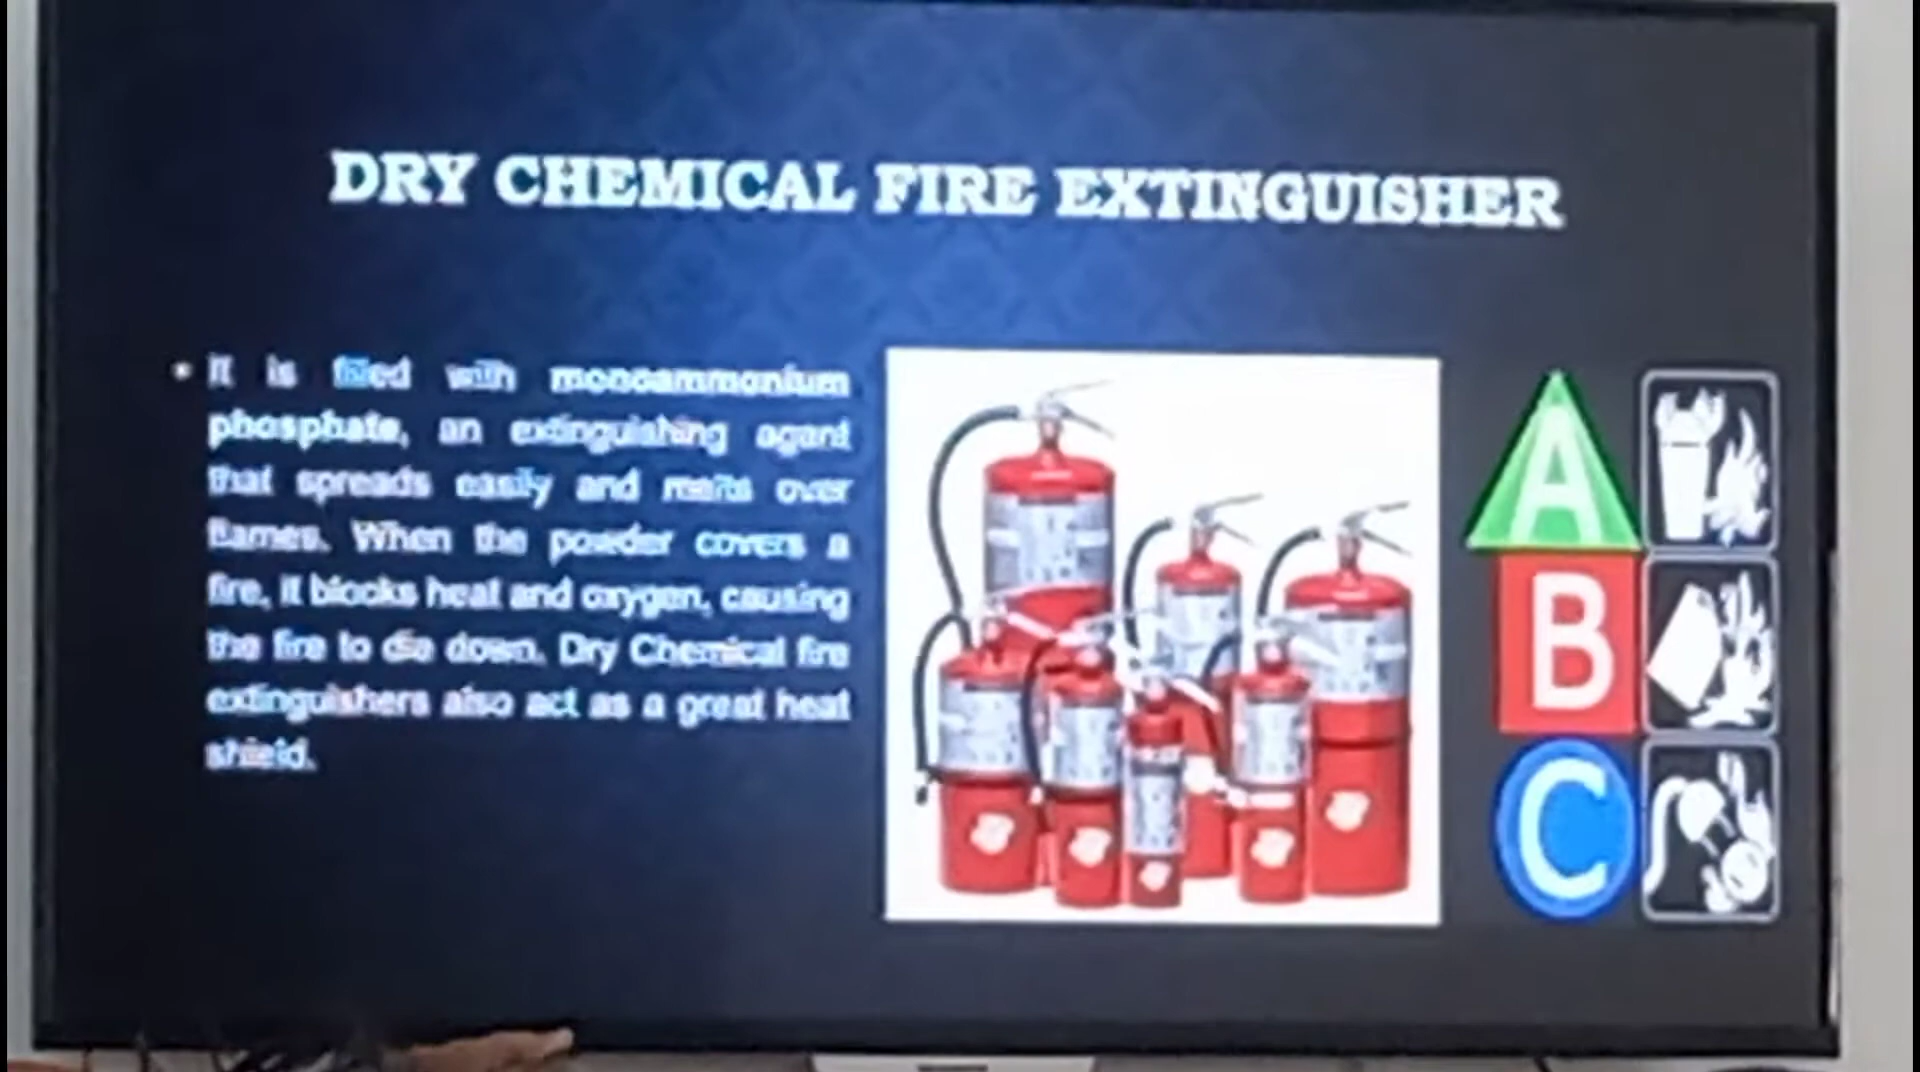 DRY CHEMICAL FIRE EXTINGUISHER
• It is filled with monoammonium
phosphate, an extinguishing agent
that spreads easily and melts over
flames. When the powder covers a
fire, it blocks heat and oxygen, causing
the fire to die down. Dry Chemical fire
extinguishers also act as a great heat
shield.
A
B
C